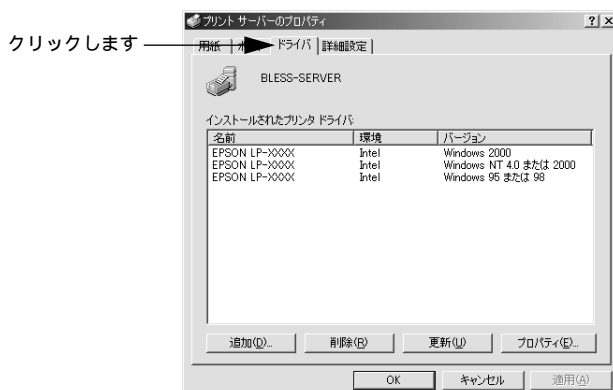 プリント サーバーのプロパティ
クリックします
用紙 ドライバ 詳細設定
BLESS-SERVER
インストールされたプリンタ ドライバ:
名前 環境 バージョン
EPSON LP-XXXX Intel Windows 2000
EPSON LP-XXXX Intel Windows NT 4.0 または 2000
EPSON LP-XXXX Intel Windows 95 または 98
追加(D)... 削除(R) 更新(U) プロパティ(E)...
OK キャンセル 適用(A)